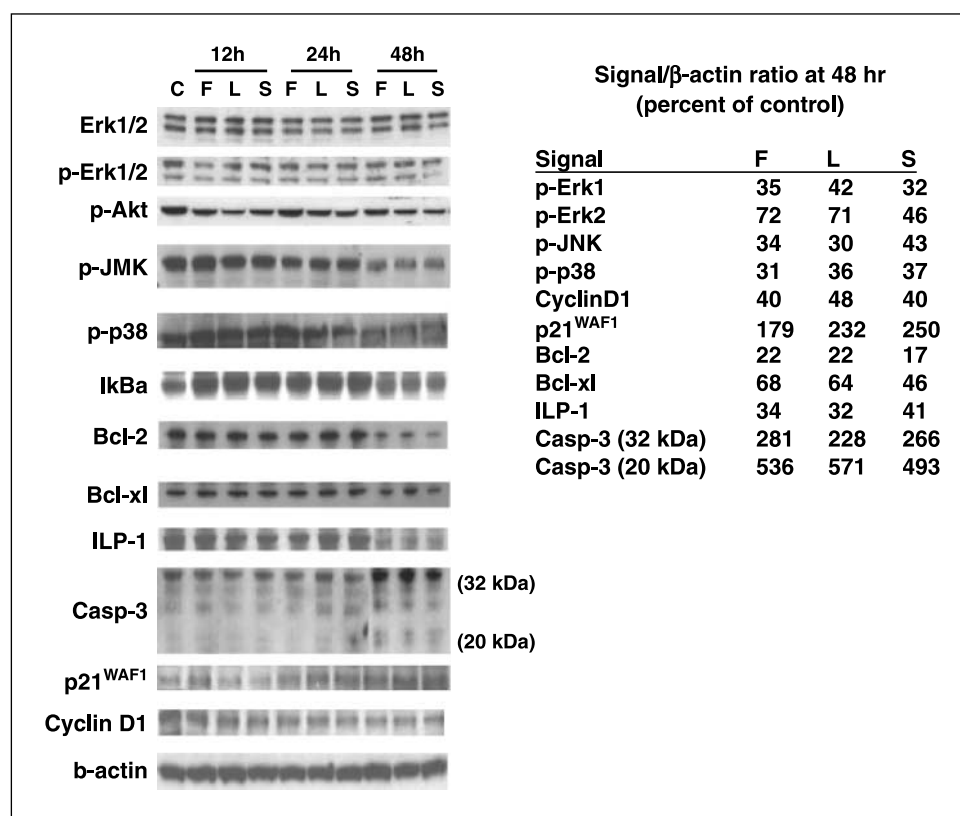 12h 24h 48h
C F L S F L S F L S
Erk1/2
p-Erk1/2
p-Akt
p-JMK
p-p38
IkBa
Bcl-2
Bcl-xl
ILP-1
Casp-3
(32 kDa)
(20 kDa)
p21WAF1
Cyclin D1
b-actin
Signal/β-actin ratio at 48 hr
(percent of control)
Signal F L S
p-Erk1 35 42 32
p-Erk2 72 71 46
p-JNK 34 30 43
p-p38 31 36 37
CyclinD1 40 48 40
p21WAF1 179 232 250
Bcl-2 22 22 17
Bcl-xl 68 64 46
ILP-1 34 32 41
Casp-3 (32 kDa) 281 228 266
Casp-3 (20 kDa) 536 571 493